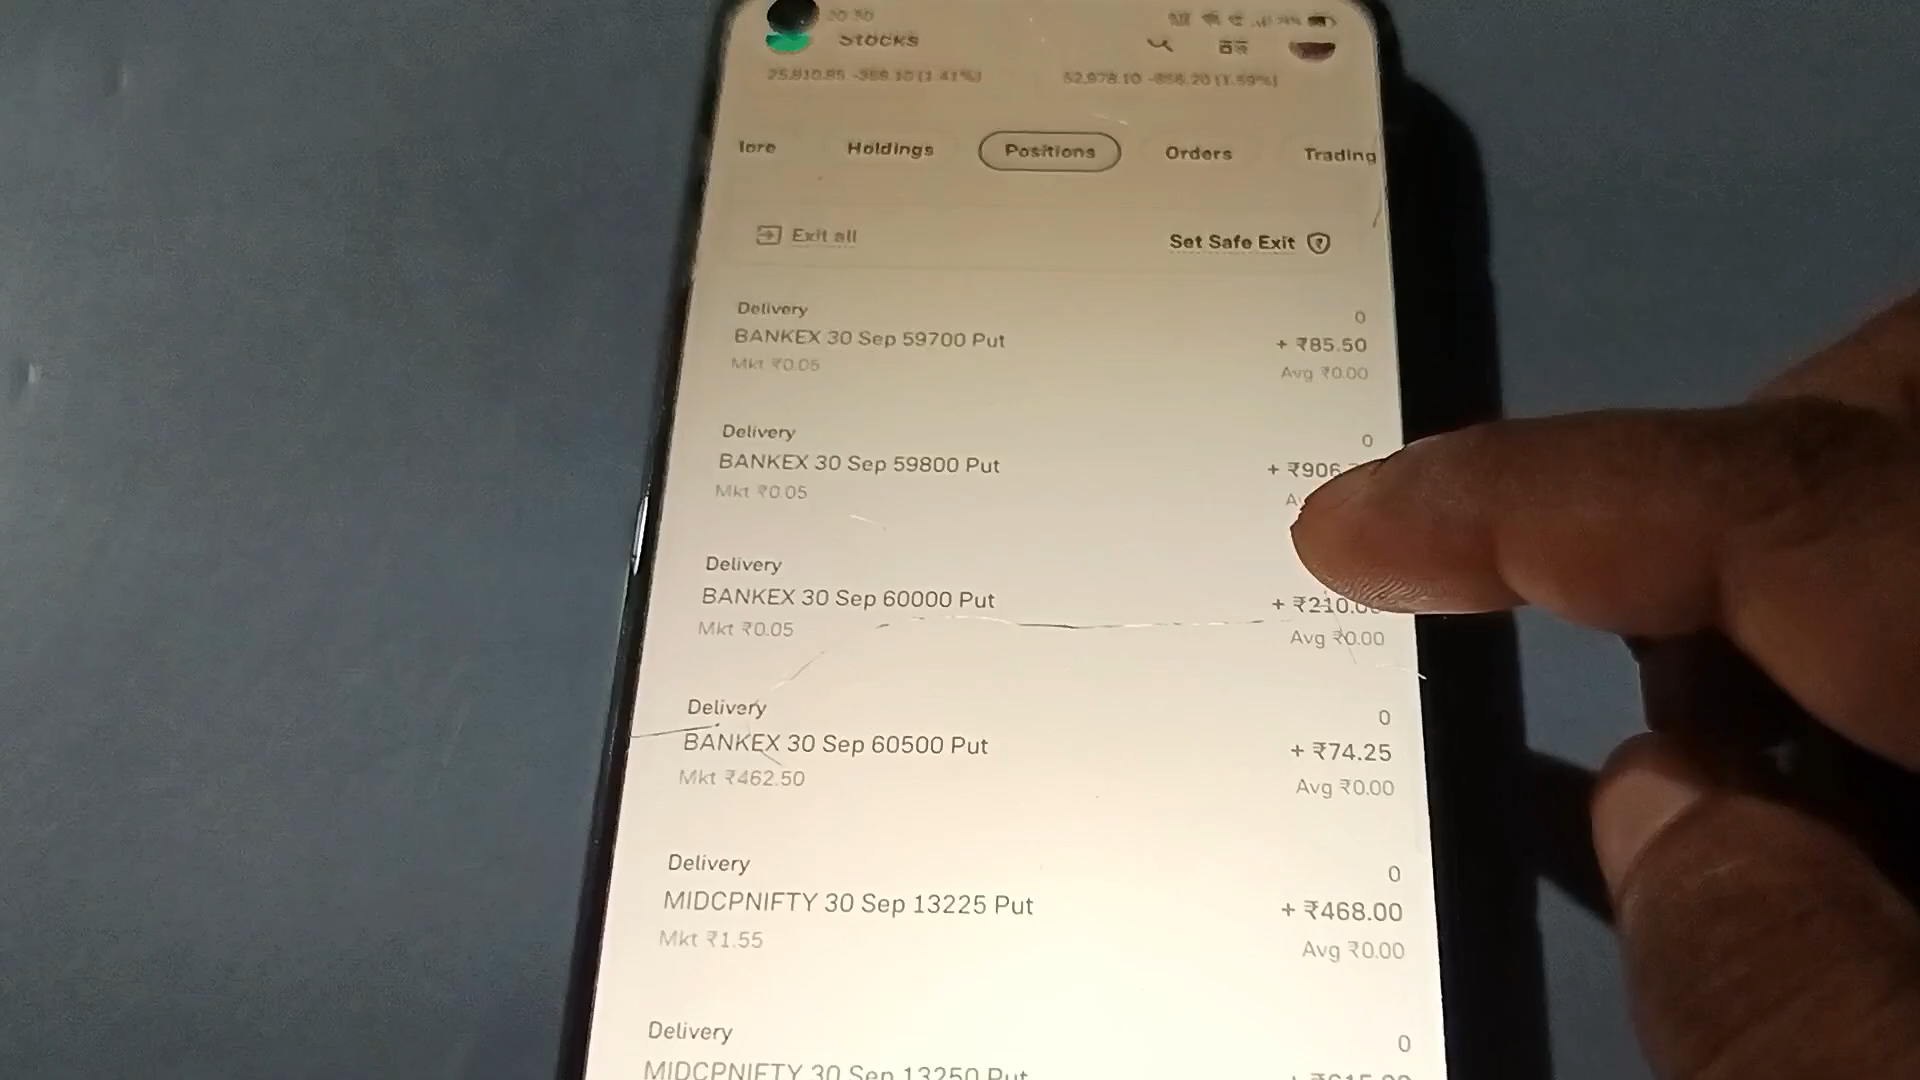 20:50
Stocks
25,810.85 -368.10 (1.41%)
52,978.10 -856.20 (1.59%)
lore
Holdings
Positions
Orders
Trading
Exit all
Set Safe Exit
Delivery
0
BANKEX 30 Sep 59700 Put
+ ₹85.50
Mkt ₹0.05
Avg ₹0.00
Delivery
0
BANKEX 30 Sep 59800 Put
+ ₹906.
Mkt ₹0.05
Delivery
BANKEX 30 Sep 60000 Put
+ ₹210.0
Mkt ₹0.05
Avg ₹0.00
Delivery
0
BANKEX 30 Sep 60500 Put
+ ₹74.25
Mkt ₹462.50
Avg ₹0.00
Delivery
0
MIDCPNIFTY 30 Sep 13225 Put
+ ₹468.00
Mkt ₹1.55
Avg ₹0.00
Delivery
0
MIDCPNIFTY 30 Sep 13250 Put